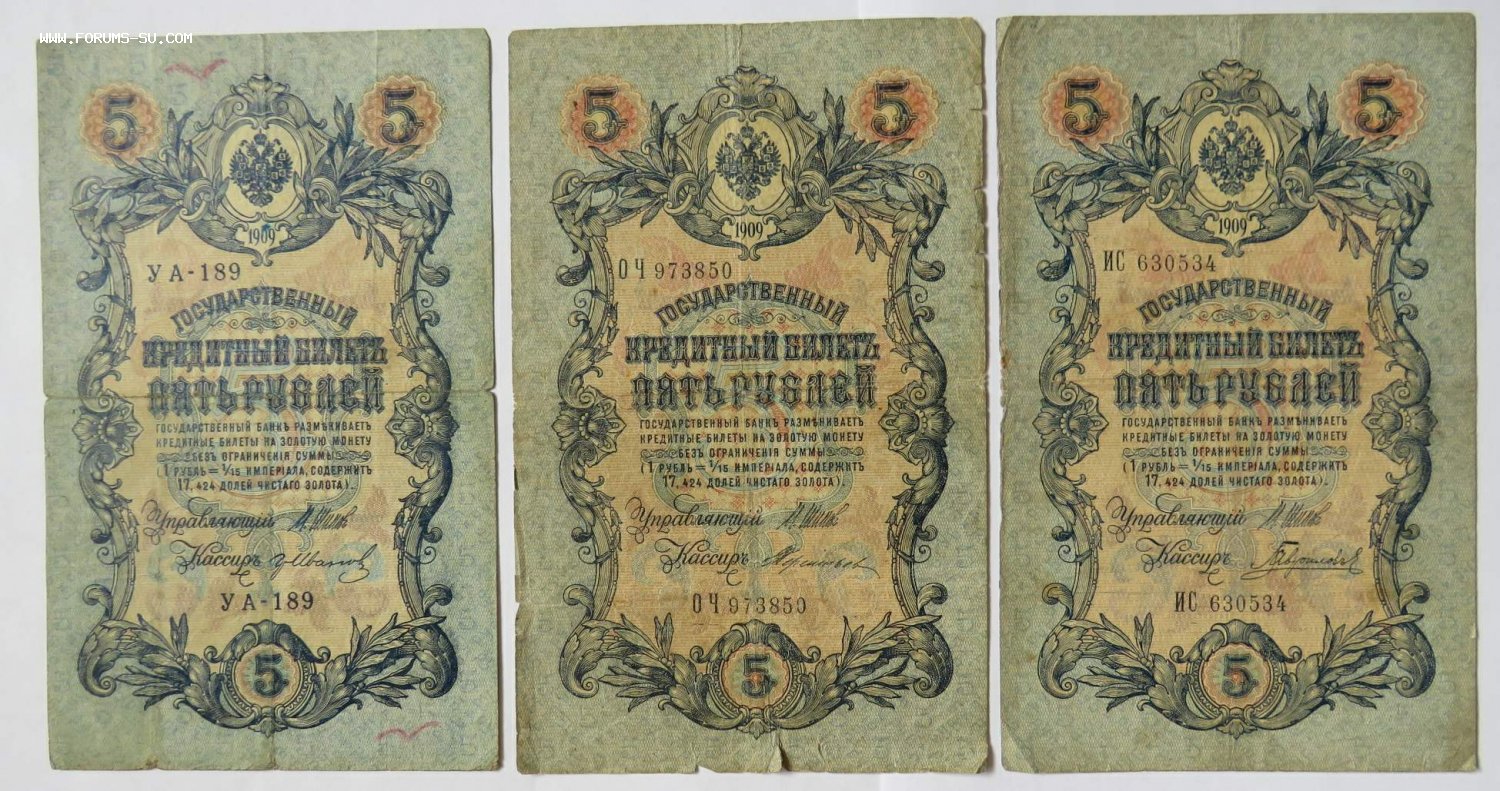 WWW.FORUMS-SU.COM
5 5
1909
УА-189
ГОСУДАРСТВЕННЫЙ
КРЕДИТНЫЙ БИЛЕТЪ
ПЯТЬ РУБЛЕЙ
ГОСУДАРСТВЕННЫЙ БАНКЪ РАЗМѢНИВАЕТЪ
КРЕДИТНЫЕ БИЛЕТЫ НА ЗОЛОТУЮ МОНЕТУ
БЕЗЪ ОГРАНИЧЕНІЯ СУММЫ
(1 РУБЛЬ = 1/15 ИМПЕРІАЛА, СОДЕРЖИТЪ
17,424 ДОЛЕЙ ЧИСТАГО ЗОЛОТА).
Управляющій И. Шипов
Кассиръ Гр. Иванов
УА-189
5
5 5
1909
ОЧ 973850
ГОСУДАРСТВЕННЫЙ
КРЕДИТНЫЙ БИЛЕТЪ
ПЯТЬ РУБЛЕЙ
ГОСУДАРСТВЕННЫЙ БАНКЪ РАЗМѢНИВАЕТЪ
КРЕДИТНЫЕ БИЛЕТЫ НА ЗОЛОТУЮ МОНЕТУ
БЕЗЪ ОГРАНИЧЕНІЯ СУММЫ
(1 РУБЛЬ = 1/15 ИМПЕРІАЛА, СОДЕРЖИТЪ
17,424 ДОЛЕЙ ЧИСТАГО ЗОЛОТА).
Управляющій И. Шипов
Кассиръ
ОЧ 973850
5
5 5
1909
ИС 630534
ГОСУДАРСТВЕННЫЙ
КРЕДИТНЫЙ БИЛЕТЪ
ПЯТЬ РУБЛЕЙ
ГОСУДАРСТВЕННЫЙ БАНКЪ РАЗМѢНИВАЕТЪ
КРЕДИТНЫЕ БИЛЕТЫ НА ЗОЛОТУЮ МОНЕТУ
БЕЗЪ ОГРАНИЧЕНІЯ СУММЫ
(1 РУБЛЬ = 1/15 ИМПЕРІАЛА, СОДЕРЖИТЪ
17,424 ДОЛЕЙ ЧИСТАГО ЗОЛОТА).
Управляющій И. Шипов
Кассиръ
ИС 630534
5